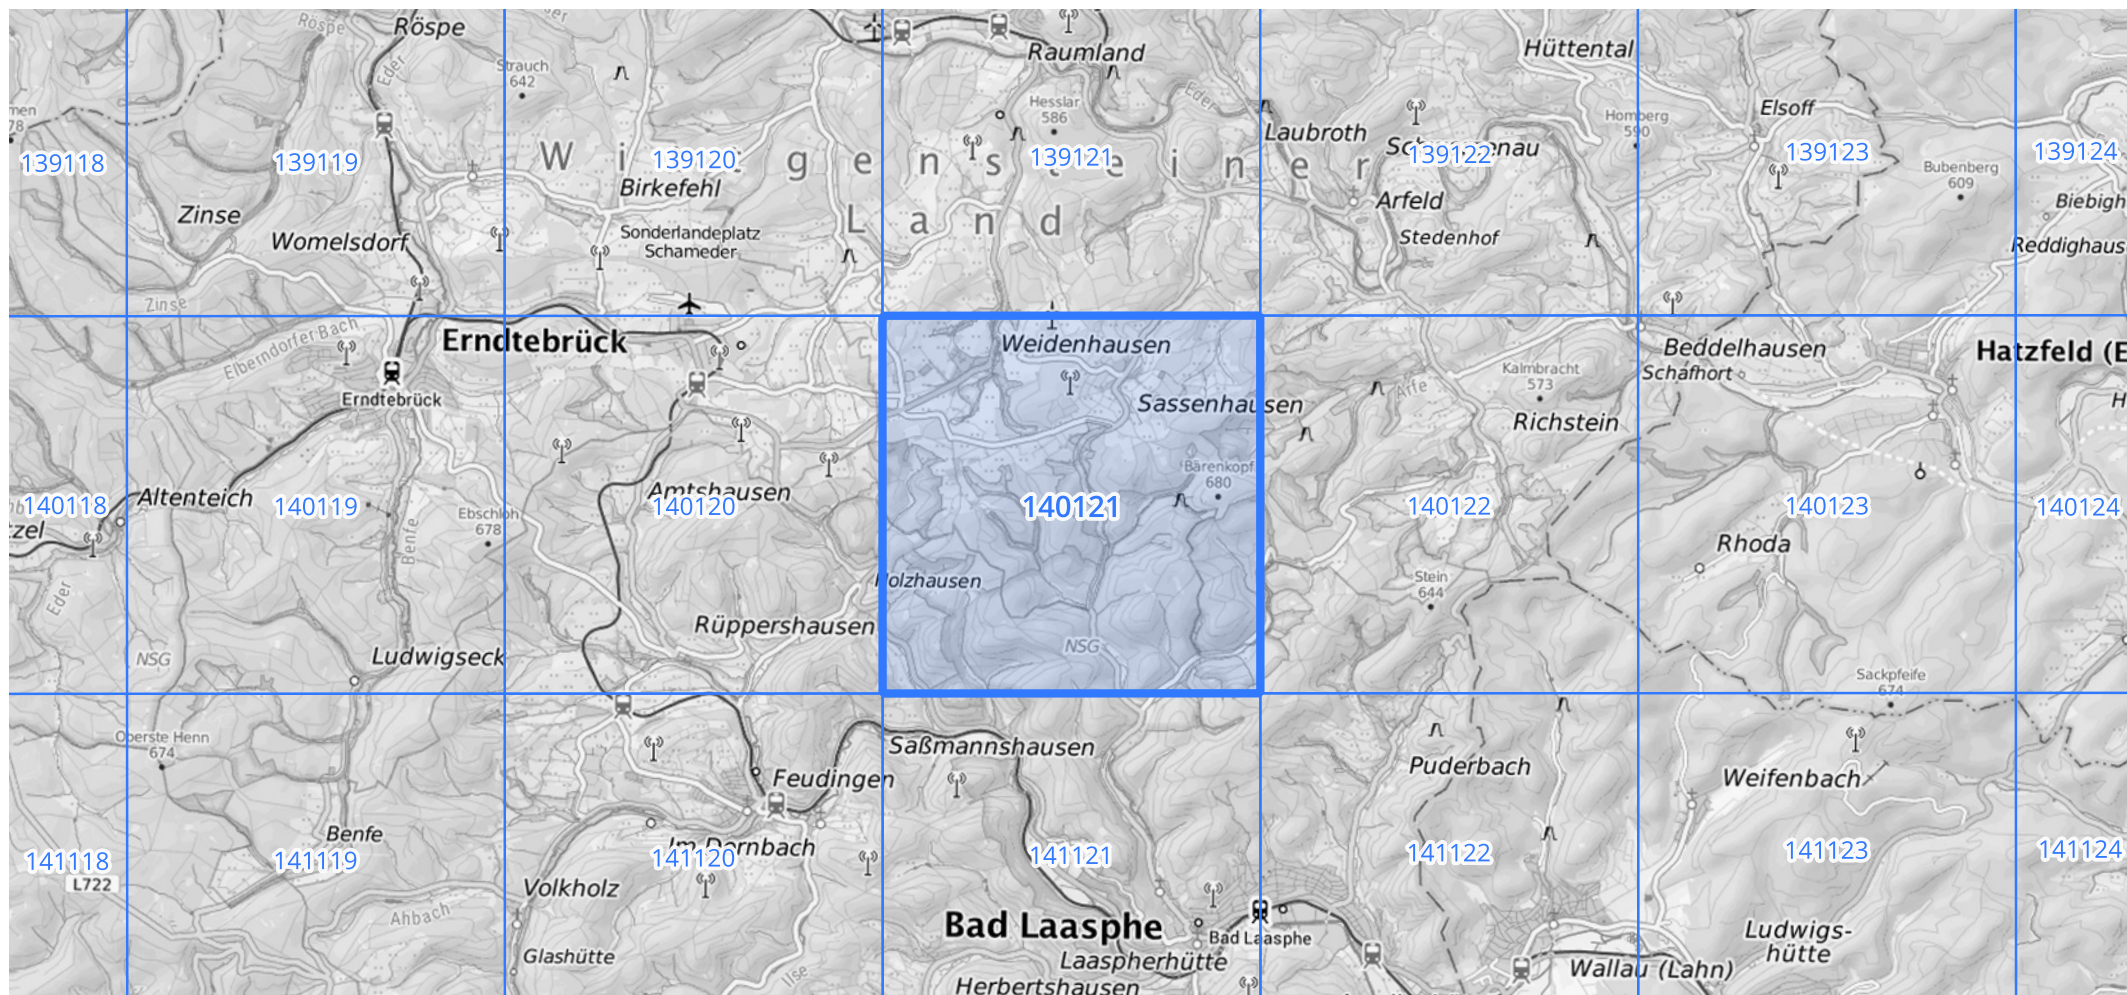 Röspe
Röspe
Eder
Strauch
642
Raumland
Hesslar
586
Eder
Hüttental
Laubroth
Homberg
590
Elsoff
139118
139119
139120
139121
139122
139123
139124
W i g e n s t e i n e r
L a n d
Birkefehl
Zinse
Womelsdorf
Sonderlandeplatz
Schameder
Arfeld
Stedenhof
Bubenberg
609
Zinse
Elberndorfer Bach
Erndtebrück
Erndtebrück
Weidenhausen
Sassenhausen
Arfe
Kalmbracht
573
Richstein
Beddelhausen
Schafhort
Hatzfeld (E
Bärenkopf
680
Altenteich
Amtshausen
Ebschloh
678
Benfe
140118
140119
140120
140121
140122
140123
140124
Eder
Holzhausen
Stein
644
Rhoda
Rüppershausen
NSG
Ludwigseck
NSG
Sackpfeife
674
Oberste Henn
674
Saßmannshausen
Feudingen
Puderbach
Weifenbach
Benfe
Im Dornbach
141118
141119
141120
141121
141122
141123
141124
L722
Volkholz
Ahbach
Glashütte
Ilse
Bad Laasphe
Bad Laasphe
Laaspherhütte
Herbertshausen
Wallau (Lahn)
Ludwigs-
hütte